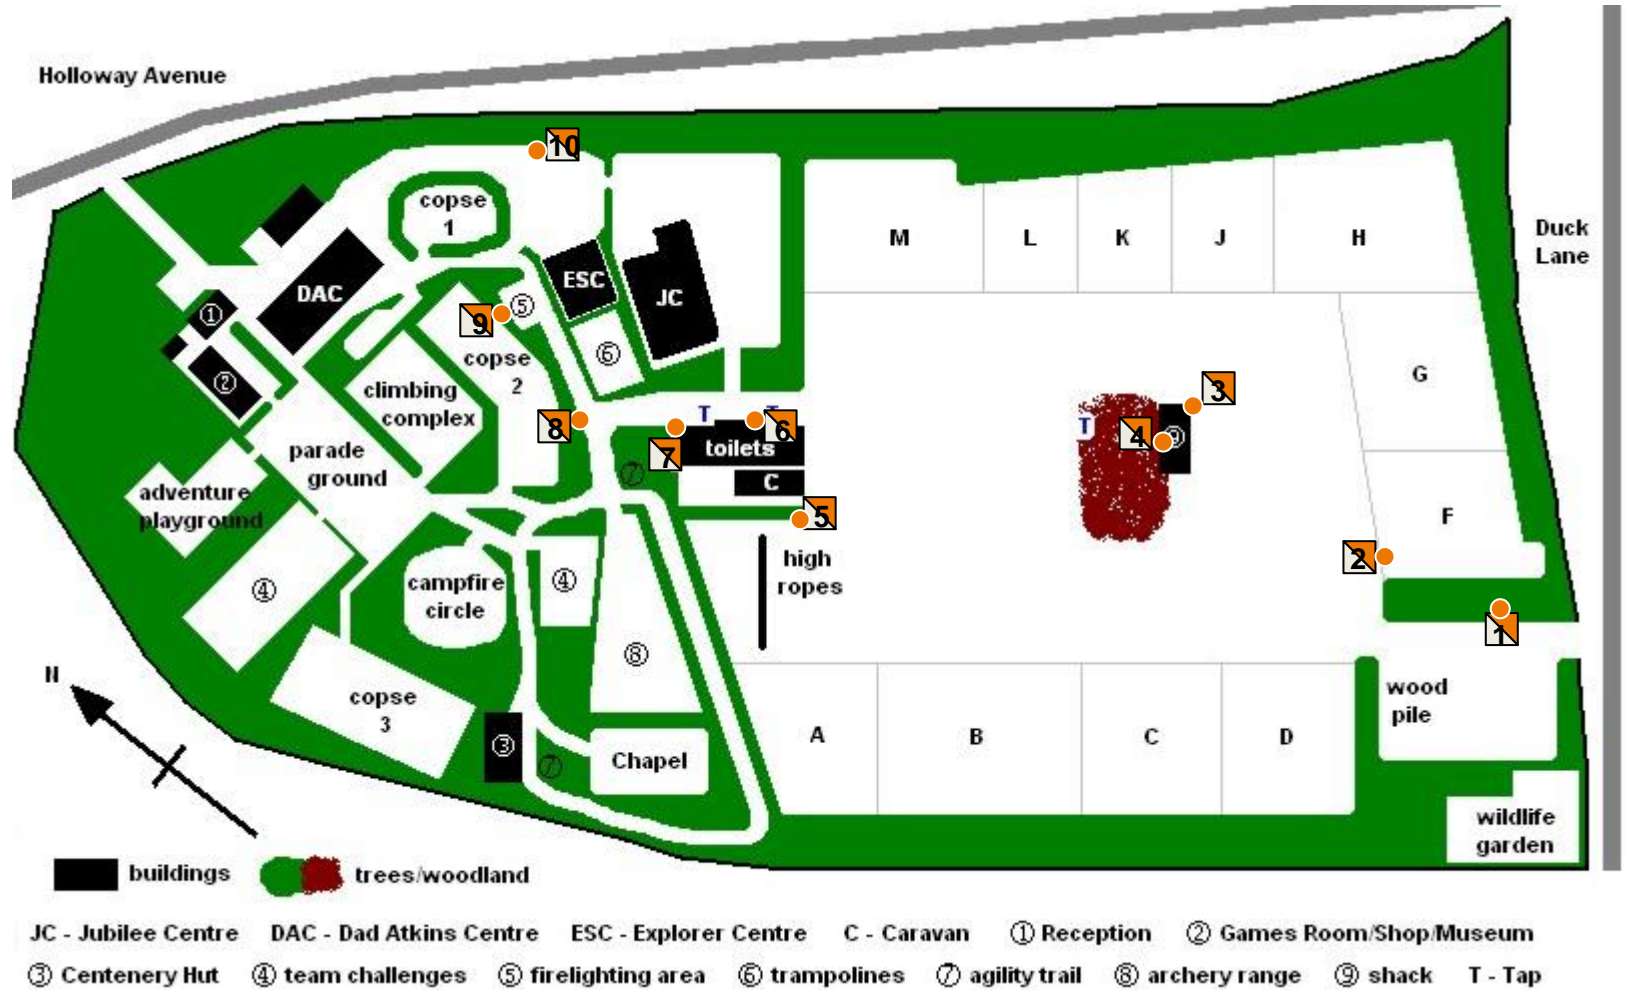 Holloway Avenue
10
copse
1
Duck
Lane
M
L
K
J
H
ESC
JC
DAC
①
⑤
9
copse
2
⑥
②
climbing
complex
G
3
T
T
8
6
T
4
⑨
parade
ground
7
toilets
⑦
C
adventure
playground
5
F
high
ropes
2
④
campfire
circle
④
1
⑧
N
copse
3
wood
pile
A
B
C
D
③
⑦
Chapel
wildlife
garden
buildings
trees/woodland
JC - Jubilee Centre DAC - Dad Atkins Centre ESC - Explorer Centre C - Caravan ① Reception ② Games Room/Shop/Museum
③ Centenery Hut ④ team challenges ⑤ firelighting area ⑥ trampolines ⑦ agility trail ⑧ archery range ⑨ shack T - Tap